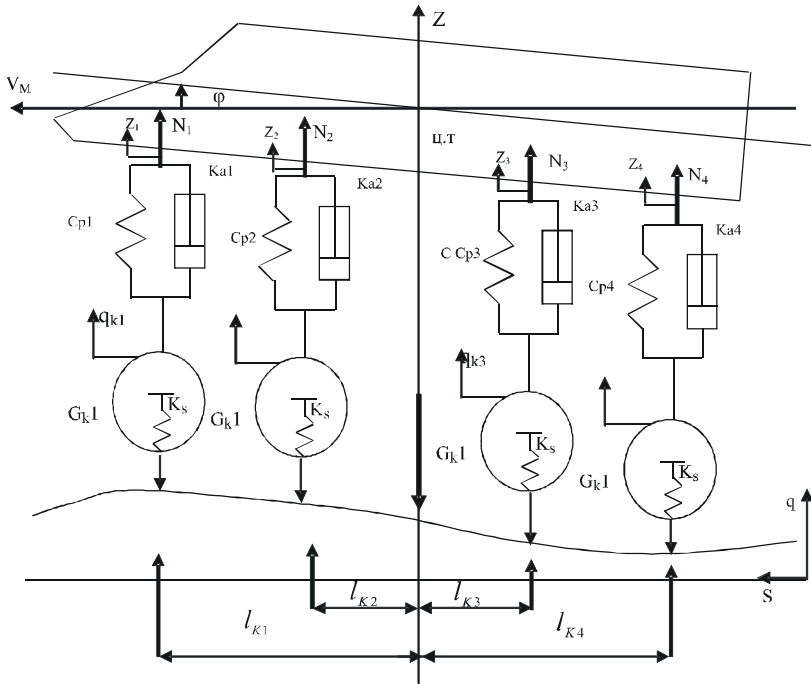 Z
V_M
φ
ц.т
Z_1
N_1
Z_2
N_2
Z_3
N_3
Z_4
N_4
Ka1
Ka2
Ka3
Ka4
Cp1
Cp2
C Cp3
Cp4
q_k1
q_k3
G_k1
K_s
G_k1
K_s
G_k1
K_s
G_k1
K_s
q
S
l_K2
l_K3
l_K1
l_K4